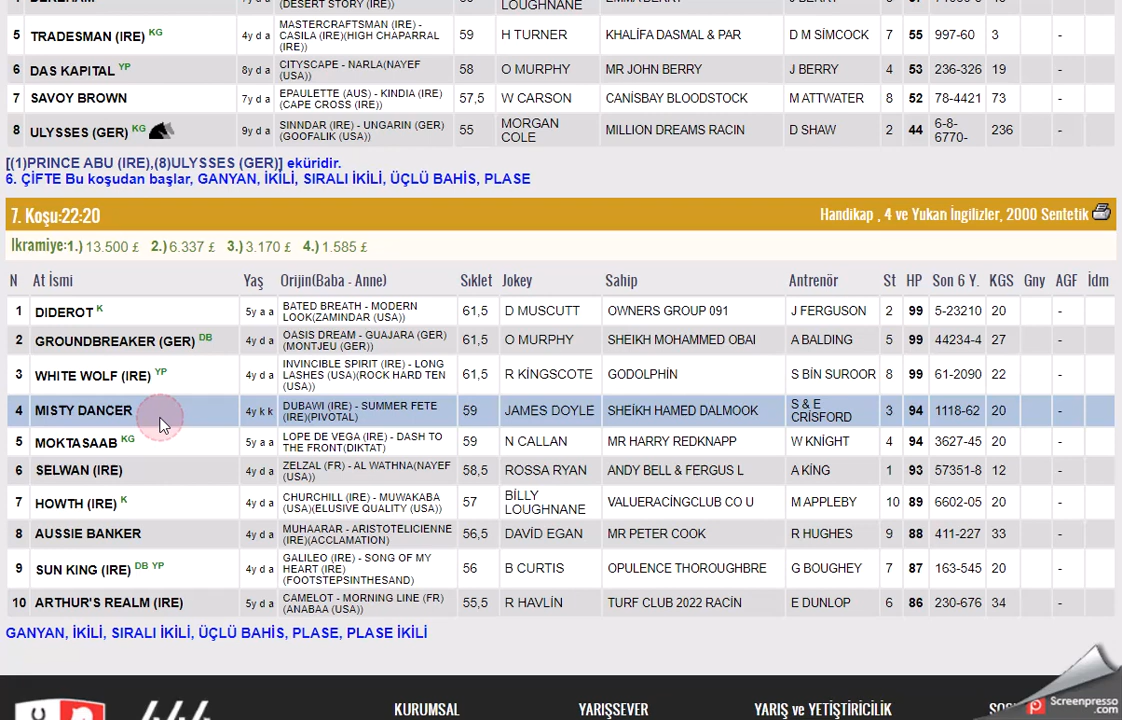 (DESERT STORY (IRE)) LOUGHNANE
5 TRADESMAN (IRE) KG 4y d a MASTERCRAFTSMAN (IRE) - CASILA (IRE)(HIGH CHAPARRAL (IRE)) 59 H TURNER KHALİFA DASMAL & PAR D M SİMCOCK 7 55 997-60 3 -
6 DAS KAPITAL YP 8y d a CITYSCAPE - NARLA(NAYEF (USA)) 58 O MURPHY MR JOHN BERRY J BERRY 4 53 236-326 19 -
7 SAVOY BROWN 7y d a EPAULETTE (AUS) - KINDIA (IRE) (CAPE CROSS (IRE)) 57,5 W CARSON CANİSBAY BLOODSTOCK M ATTWATER 8 52 78-4421 73 -
8 ULYSSES (GER) KG 9y d a SINNDAR (IRE) - UNGARIN (GER) (GOOFALIK (USA)) 55 MORGAN COLE MILLION DREAMS RACIN D SHAW 2 44 6-8-6770- 236 -
[(1)PRINCE ABU (IRE),(8)ULYSSES (GER)] eküridir.
6. ÇİFTE Bu koşudan başlar, GANYAN, İKİLİ, SIRALI İKİLİ, ÜÇLÜ BAHİS, PLASE
7. Koşu:22:20 Handikap , 4 ve Yukarı İngilizler, 2000 Sentetik
İkramiye:1.) 13.500 £ 2.) 6.337 £ 3.) 3.170 £ 4.) 1.585 £
N At İsmi Yaş Orijin(Baba - Anne) Sıklet Jokey Sahip Antrenör St HP Son 6 Y. KGS Gny AGF İdm
1 DIDEROT K 5y a a BATED BREATH - MODERN LOOK(ZAMINDAR (USA)) 61,5 D MUSCUTT OWNERS GROUP 091 J FERGUSON 2 99 5-23210 20 -
2 GROUNDBREAKER (GER) DB 4y d a OASIS DREAM - GUAJARA (GER) (MONTJEU (GER)) 61,5 O MURPHY SHEIKH MOHAMMED OBAI A BALDING 5 99 44234-4 27 -
3 WHITE WOLF (IRE) YP 4y d a INVINCIBLE SPIRIT (IRE) - LONG LASHES (USA)(ROCK HARD TEN (USA)) 61,5 R KİNGSCOTE GODOLPHİN S BİN SUROOR 8 99 61-2090 22 -
4 MISTY DANCER 4y k k DUBAWI (IRE) - SUMMER FETE (IRE)(PIVOTAL) 59 JAMES DOYLE SHEİKH HAMED DALMOOK S & E CRISFORD 3 94 1118-62 20 -
5 MOKTASAAB KG 5y a a LOPE DE VEGA (IRE) - DASH TO THE FRONT(DIKTAT) 59 N CALLAN MR HARRY REDKNAPP W KNİGHT 4 94 3627-45 20 -
6 SELWAN (IRE) 4y d a ZELZAL (FR) - AL WATHNA(NAYEF (USA)) 58,5 ROSSA RYAN ANDY BELL & FERGUS L A KİNG 1 93 57351-8 12 -
7 HOWTH (IRE) K 4y d a CHURCHILL (IRE) - MUWAKABA (USA)(ELUSIVE QUALITY (USA)) 57 BİLLY LOUGHNANE VALUERACİNGCLUB CO U M APPLEBY 10 89 6602-05 20 -
8 AUSSIE BANKER 4y d a MUHAARAR - ARISTOTELICIENNE (IRE)(ACCLAMATION) 56,5 DAVİD EGAN MR PETER COOK R HUGHES 9 88 411-227 33 -
9 SUN KING (IRE) DB YP 4y d a GALILEO (IRE) - SONG OF MY HEART (IRE) (FOOTSTEPSINTHESAND) 56 B CURTIS OPULENCE THOROUGHBRE G BOUGHEY 7 87 163-545 20 -
10 ARTHUR'S REALM (IRE) 5y d a CAMELOT - MORNING LINE (FR) (ANABAA (USA)) 55,5 R HAVLİN TURF CLUB 2022 RACİN E DUNLOP 6 86 230-676 34 -
GANYAN, İKİLİ, SIRALI İKİLİ, ÜÇLÜ BAHİS, PLASE, PLASE İKİLİ
KURUMSAL YARIŞSEVER YARIŞ ve YETİŞTİRİCİLİK
Screenpresso
.com